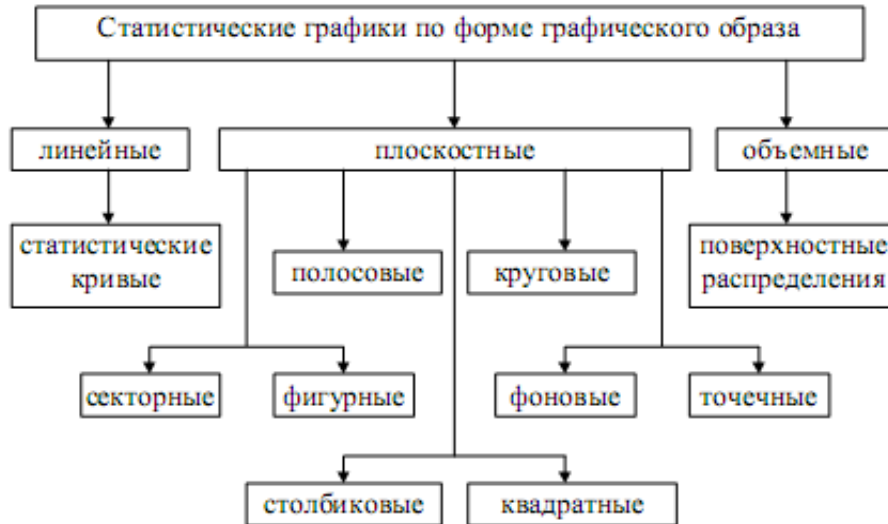 Статистические графики по форме графического образа
линейные
плоскостные
объемные
статистические
кривые
полосовые
круговые
поверхностные
распределения
секторные
фигурные
фоновые
точечные
столбиковые
квадратные